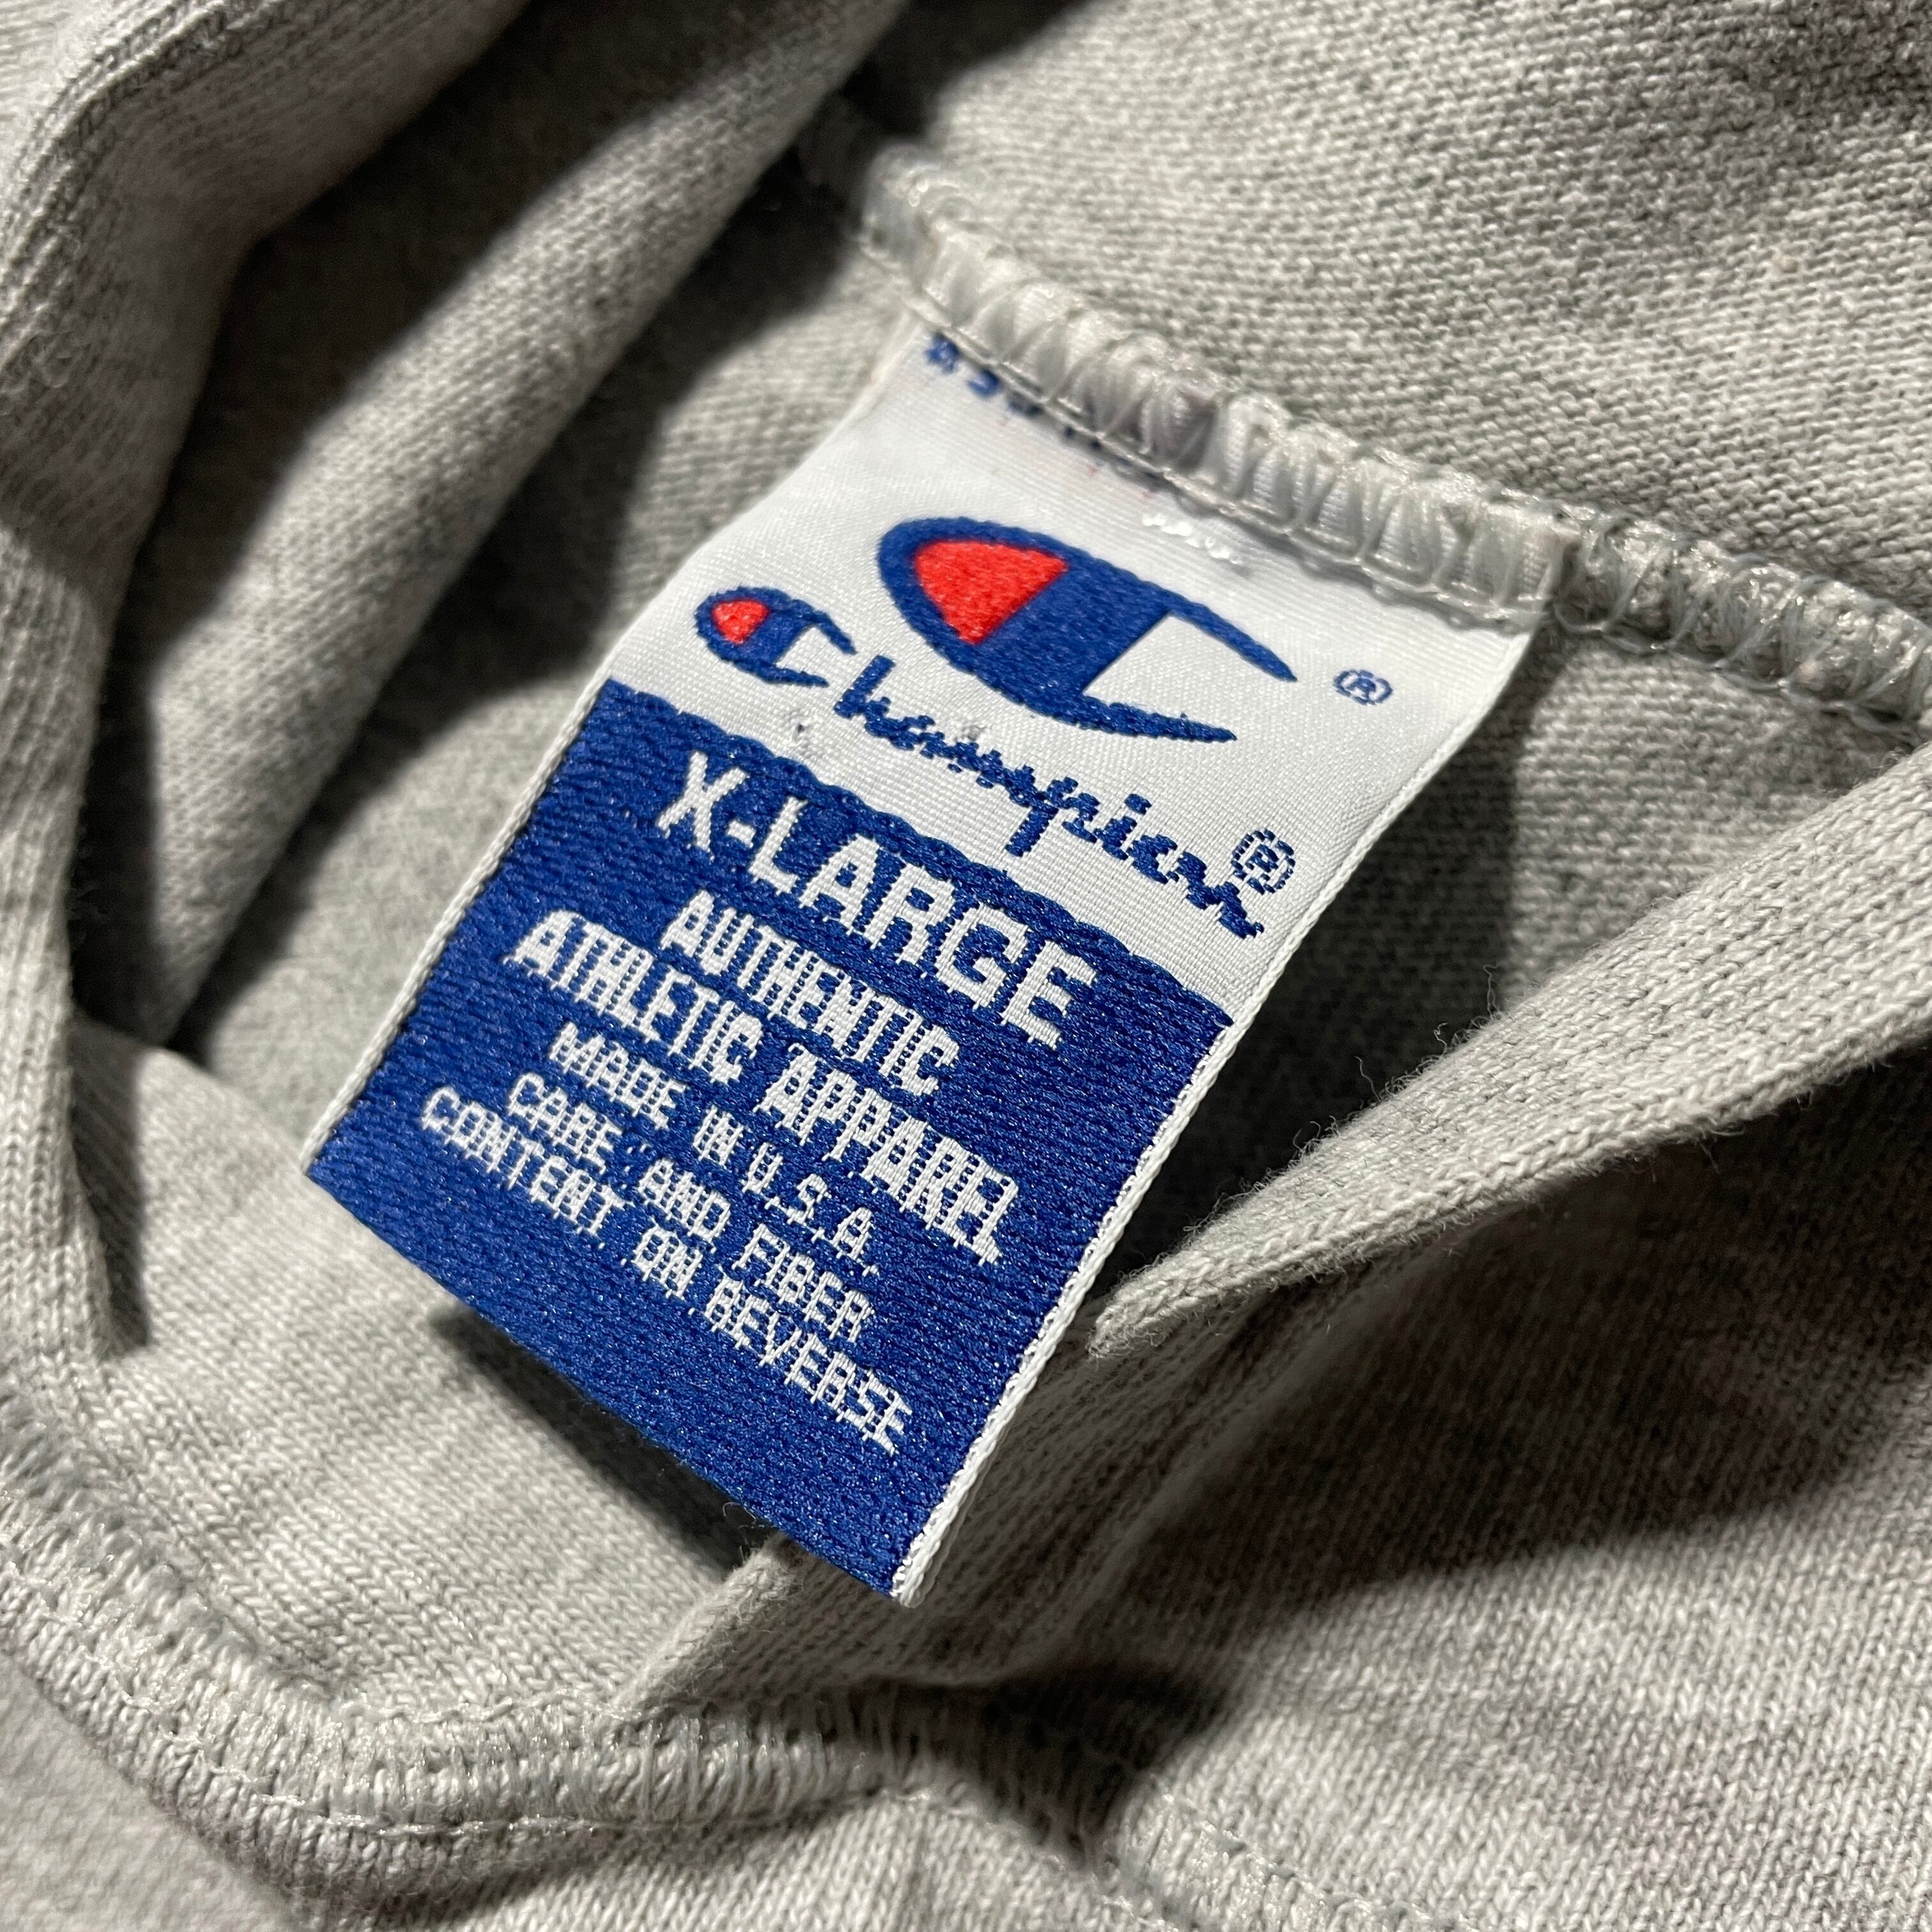 ®
Champion®
X-LARGE
AUTHENTIC
ATHLETIC APPAREL
MADE IN U.S.A.
CARE AND FIBER
CONTENT ON REVERSE